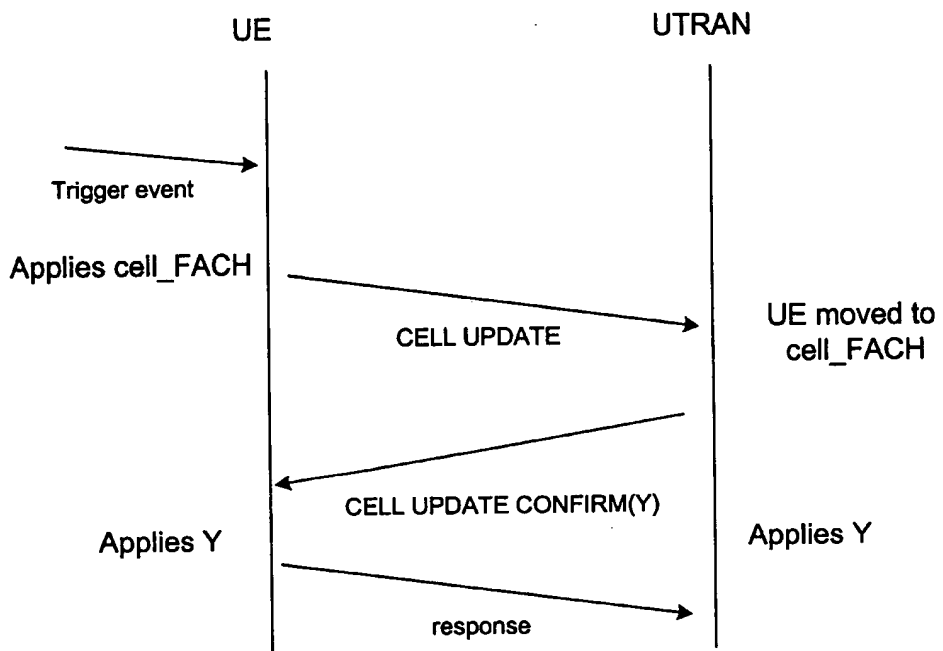 UE
UTRAN
Trigger event
Applies cell_FACH
CELL UPDATE
UE moved to
cell_FACH
CELL UPDATE CONFIRM(Y)
Applies Y
Applies Y
response